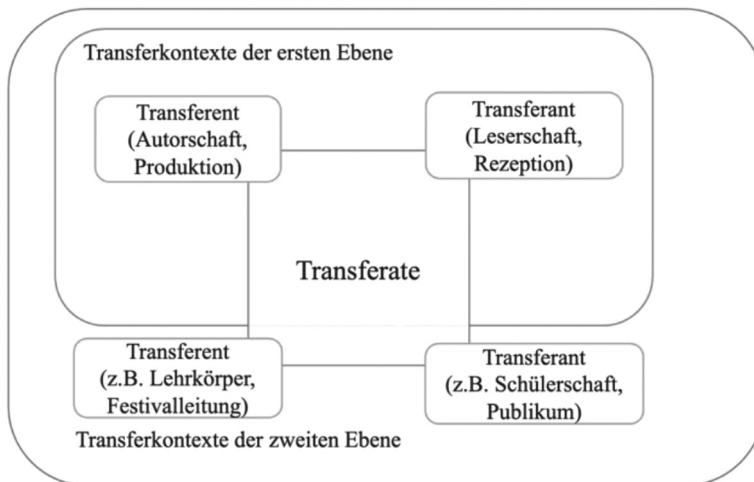 Transferkontexte der ersten Ebene
Transferent
(Autorschaft,
Produktion)
Transferant
(Leserschaft,
Rezeption)
Transferate
Transferent
(z.B. Lehrkörper,
Festivalleitung)
Transferant
(z.B. Schülerschaft,
Publikum)
Transferkontexte der zweiten Ebene